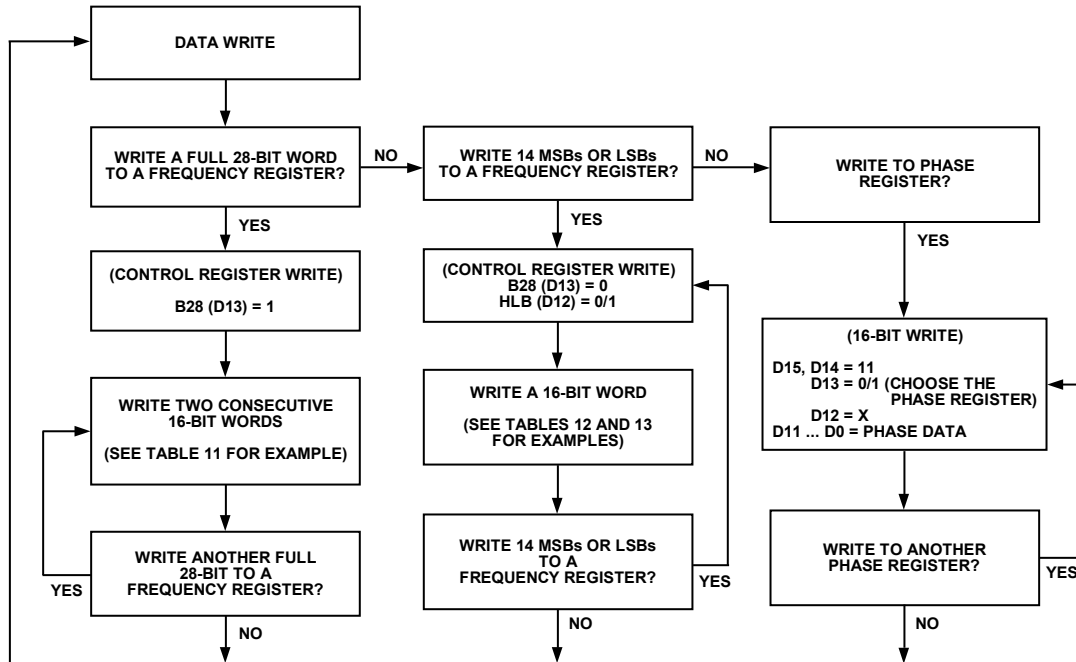 DATA WRITE
WRITE A FULL 28-BIT WORD
TO A FREQUENCY REGISTER?
NO
WRITE 14 MSBs OR LSBs
TO A FREQUENCY REGISTER?
NO
WRITE TO PHASE
REGISTER?
YES
YES
YES
(CONTROL REGISTER WRITE)
B28 (D13) = 1
(CONTROL REGISTER WRITE)
B28 (D13) = 0
HLB (D12) = 0/1
(16-BIT WRITE)
D15, D14 = 11
D13 = 0/1 (CHOOSE THE
PHASE REGISTER)
D12 = X
D11 ... D0 = PHASE DATA
WRITE TWO CONSECUTIVE
16-BIT WORDS
(SEE TABLE 11 FOR EXAMPLE)
WRITE A 16-BIT WORD
(SEE TABLES 12 AND 13
FOR EXAMPLES)
WRITE ANOTHER FULL
28-BIT TO A
FREQUENCY REGISTER?
YES
WRITE 14 MSBs OR LSBs
TO A
FREQUENCY REGISTER?
YES
WRITE TO ANOTHER
PHASE REGISTER?
YES
NO
NO
NO